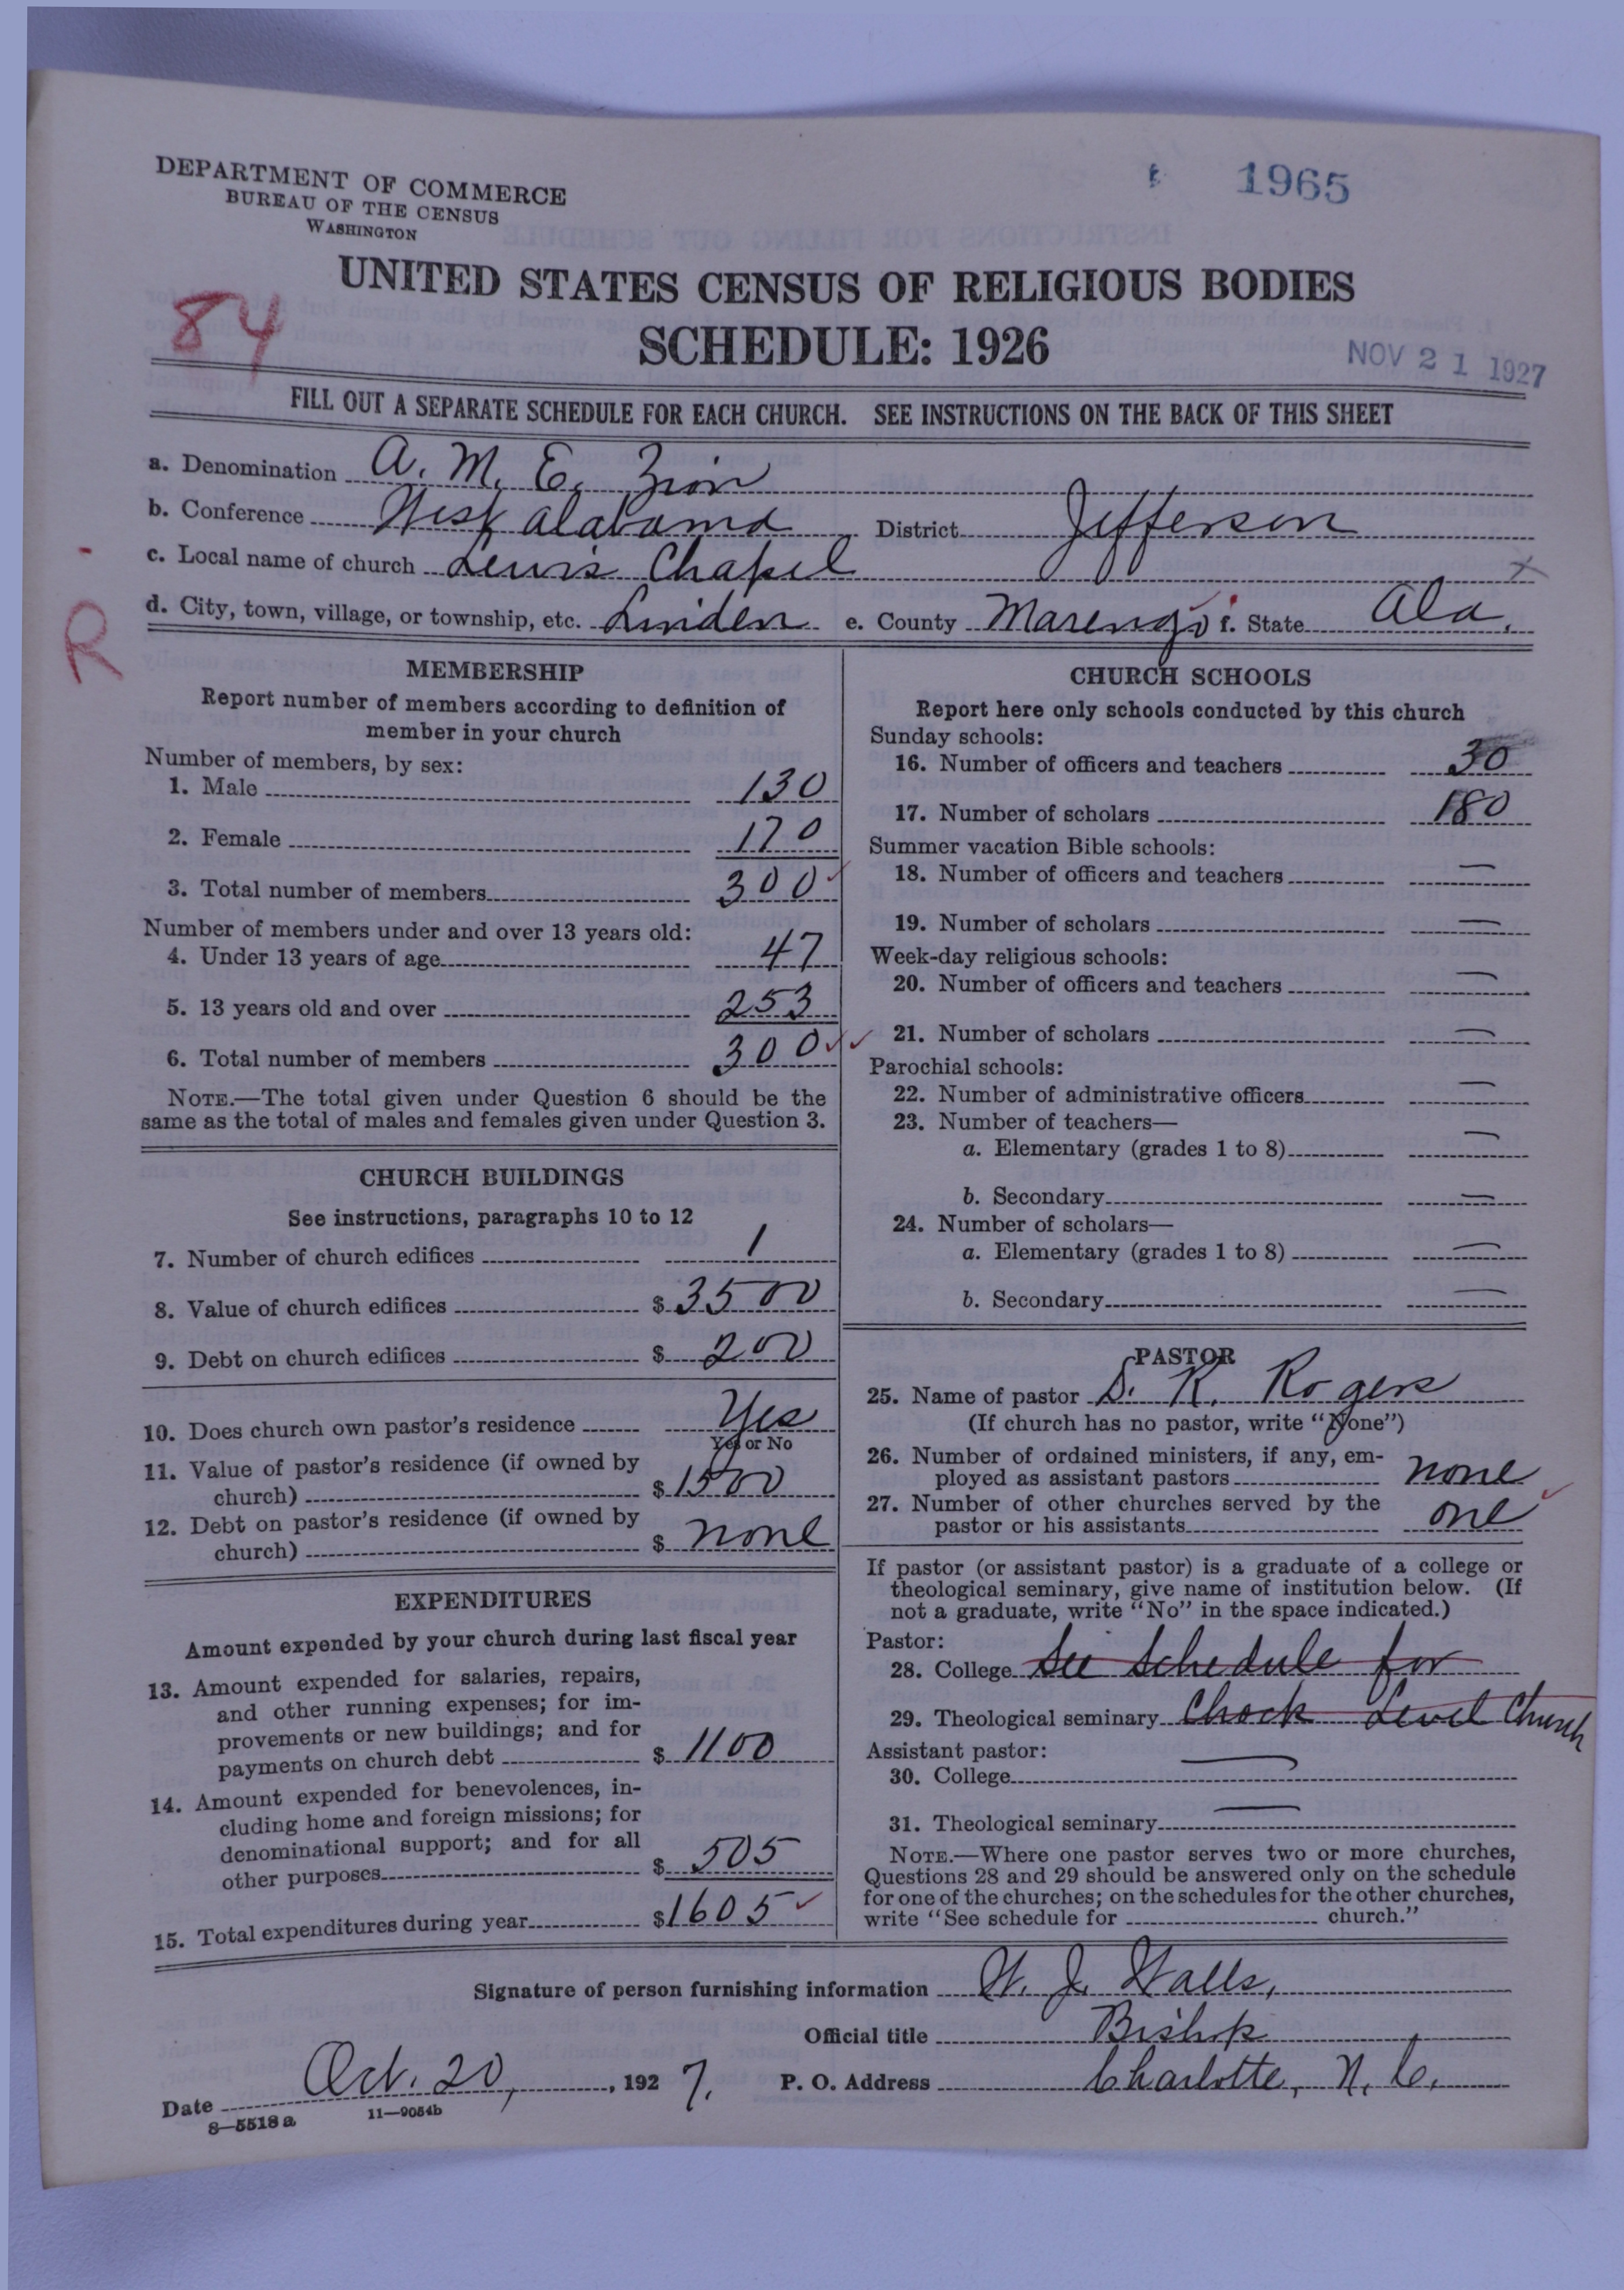 DEPARTMENT OF COMMERCE
BUREAU OF THE CENSUS
WASHINGTON
1965
UNITED STATES CENSUS OF RELIGIOUS BODIES
SCHEDULE: 1926
84
NOV 21 1927
FILL OUT A SEPARATE SCHEDULE FOR EACH CHURCH. SEE INSTRUCTIONS ON THE BACK OF THIS SHEET
a. Denomination A. M. E. Zion
b. Conference West Alabama District Jefferson
c. Local name of church Lewis Chapel
d. City, town, village, or township, etc. Linden e. County Marengo f. State Ala.
R
MEMBERSHIP
Report number of members according to definition of
member in your church
Number of members, by sex:
1. Male 130
2. Female 170
3. Total number of members 300
Number of members under and over 13 years old:
4. Under 13 years of age 47
5. 13 years old and over 253
6. Total number of members 300
NOTE.—The total given under Question 6 should be the
same as the total of males and females given under Question 3.
CHURCH BUILDINGS
See instructions, paragraphs 10 to 12
7. Number of church edifices 1
8. Value of church edifices $ 3500
9. Debt on church edifices $ 200
10. Does church own pastor's residence Yes
Yes or No
11. Value of pastor's residence (if owned by
church) $ 1500
12. Debt on pastor's residence (if owned by
church) $ none
EXPENDITURES
Amount expended by your church during last fiscal year
13. Amount expended for salaries, repairs,
and other running expenses; for im-
provements or new buildings; and for
payments on church debt $ 1100
14. Amount expended for benevolences, in-
cluding home and foreign missions; for
denominational support; and for all
other purposes $ 505
15. Total expenditures during year $ 1605
CHURCH SCHOOLS
Report here only schools conducted by this church
Sunday schools:
16. Number of officers and teachers 30
17. Number of scholars 180
Summer vacation Bible schools:
18. Number of officers and teachers —
19. Number of scholars —
Week-day religious schools:
20. Number of officers and teachers —
21. Number of scholars —
Parochial schools:
22. Number of administrative officers —
23. Number of teachers—
a. Elementary (grades 1 to 8) —
b. Secondary —
24. Number of scholars—
a. Elementary (grades 1 to 8) —
b. Secondary —
PASTOR
25. Name of pastor S. R. Rogers
(If church has no pastor, write "None")
26. Number of ordained ministers, if any, em-
ployed as assistant pastors none
27. Number of other churches served by the
pastor or his assistants one
If pastor (or assistant pastor) is a graduate of a college or
theological seminary, give name of institution below. (If
not a graduate, write "No" in the space indicated.)
Pastor:
28. College See Schedule for
29. Theological seminary Chock Level Church
Assistant pastor:
30. College —
31. Theological seminary —
NOTE.—Where one pastor serves two or more churches,
Questions 28 and 29 should be answered only on the schedule
for one of the churches; on the schedules for the other churches,
write "See schedule for church."
Signature of person furnishing information W. J. Walls,
Official title Bishop
Date Oct. 20, 1927. P. O. Address Charlotte, N. C.
8—5518a 11—9054b